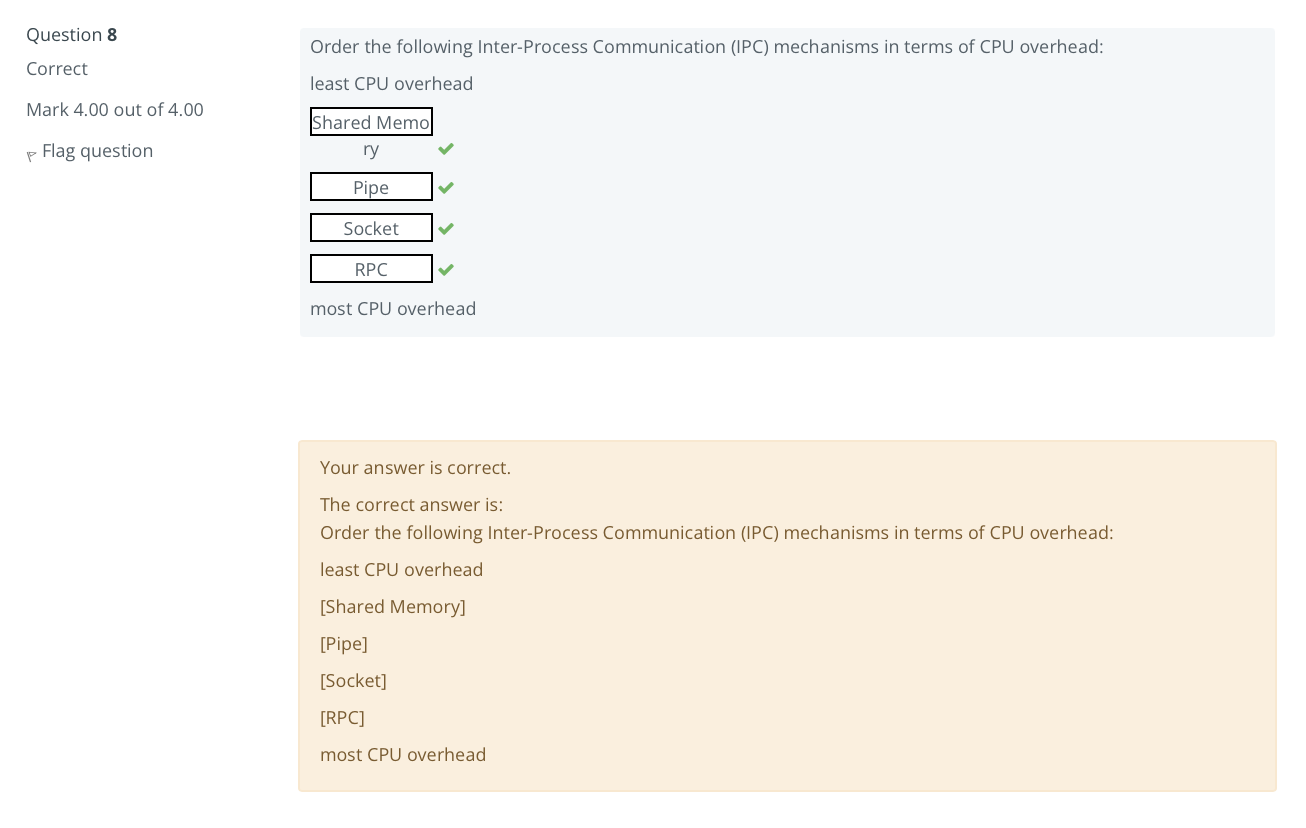 Question 8
Correct
Mark 4.00 out of 4.00
Flag question
Order the following Inter-Process Communication (IPC) mechanisms in terms of CPU overhead:
least CPU overhead
Shared Memo
ry
Pipe
Socket
RPC
most CPU overhead
Your answer is correct.
The correct answer is:
Order the following Inter-Process Communication (IPC) mechanisms in terms of CPU overhead:
least CPU overhead
[Shared Memory]
[Pipe]
[Socket]
[RPC]
most CPU overhead